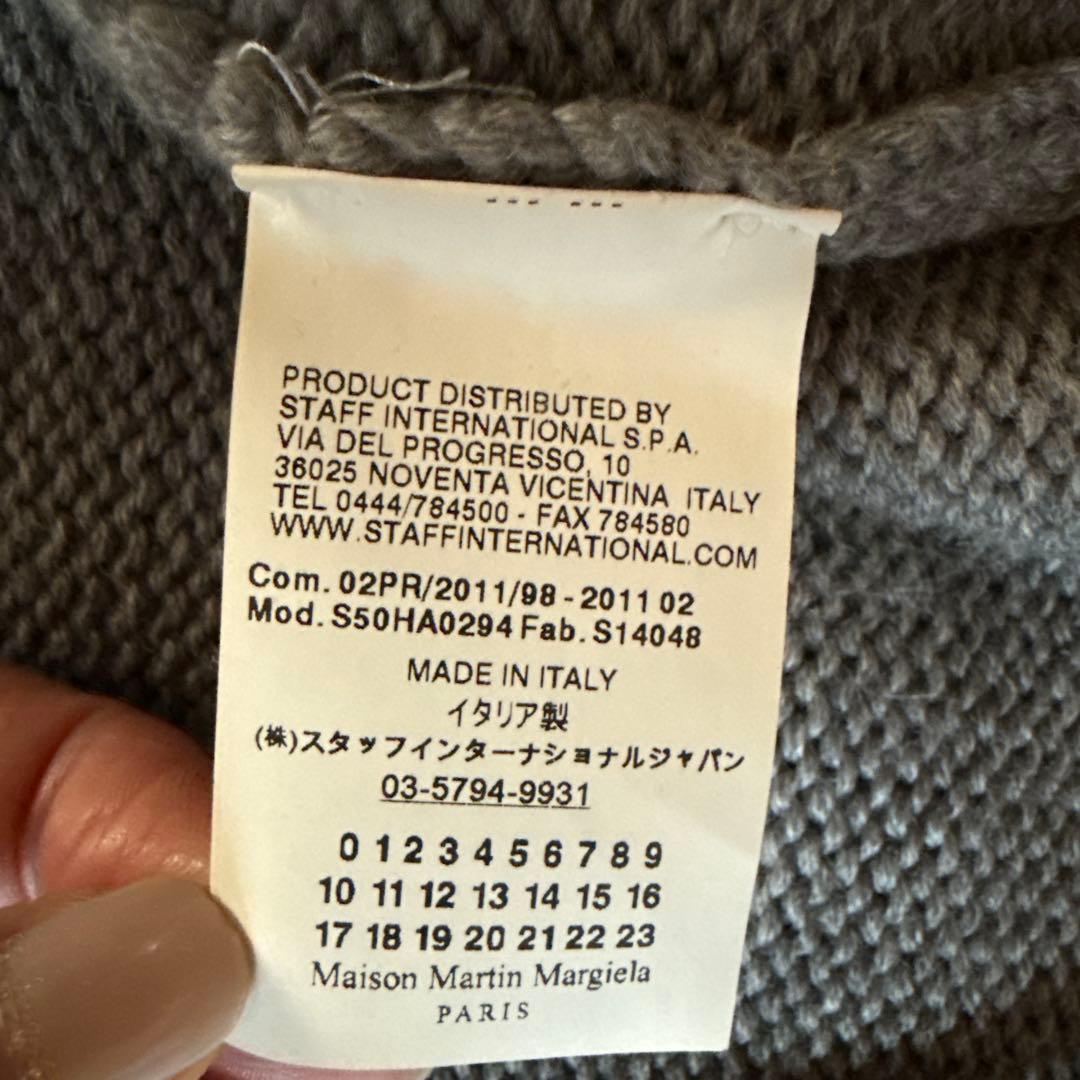 PRODUCT DISTRIBUTED BY
STAFF INTERNATIONAL S.P.A.
VIA DEL PROGRESSO, 10
36025 NOVENTA VICENTINA ITALY
TEL 0444/784500 - FAX 784580
WWW.STAFFINTERNATIONAL.COM
Com. 02PR/2011/98 - 2011 02
Mod. S50HA0294 Fab. S14048
MADE IN ITALY
イタリア製
(株)スタッフインターナショナルジャパン
03-5794-9931
0 1 2 3 4 5 6 7 8 9
10 11 12 13 14 15 16
17 18 19 20 21 22 23
Maison Martin Margiela
PARIS